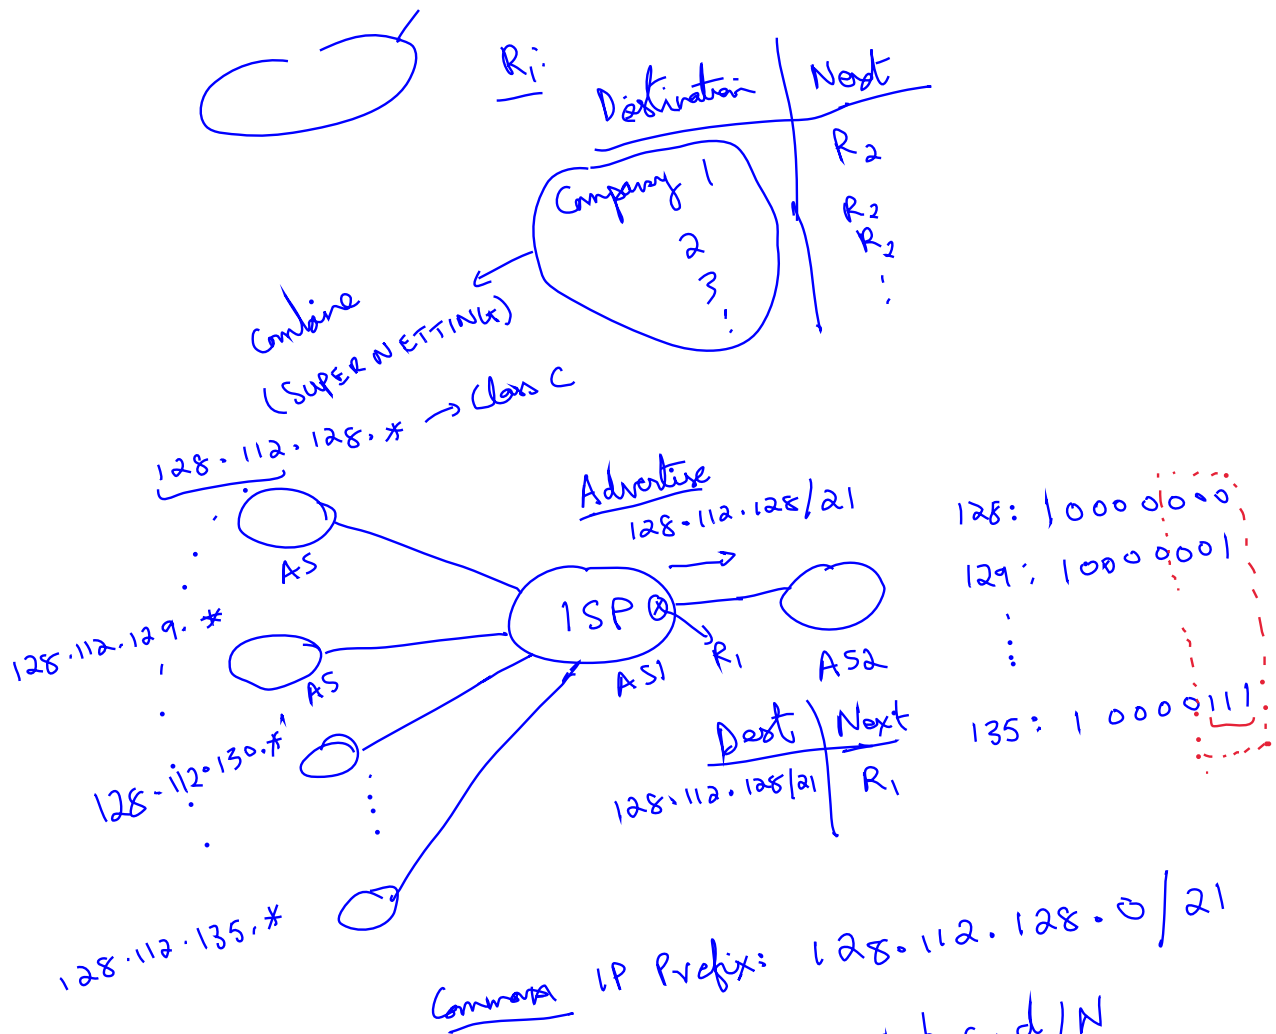 R1:
Destination Next
Company 1 R2
2 R2
3 R2
Combine
(SUPERNETTING)
128.112.128.* → Class C
Advertise
128.112.128/21
128: 10000000
129: 10000001
135: 10000111
AS
128.112.129.*
AS
ISP
R1
AS1
AS2
128.112.130.*
Dest Next
128.112.128/21 R1
128.112.135.*
Common IP Prefix: 128.112.128.0/21
d/N